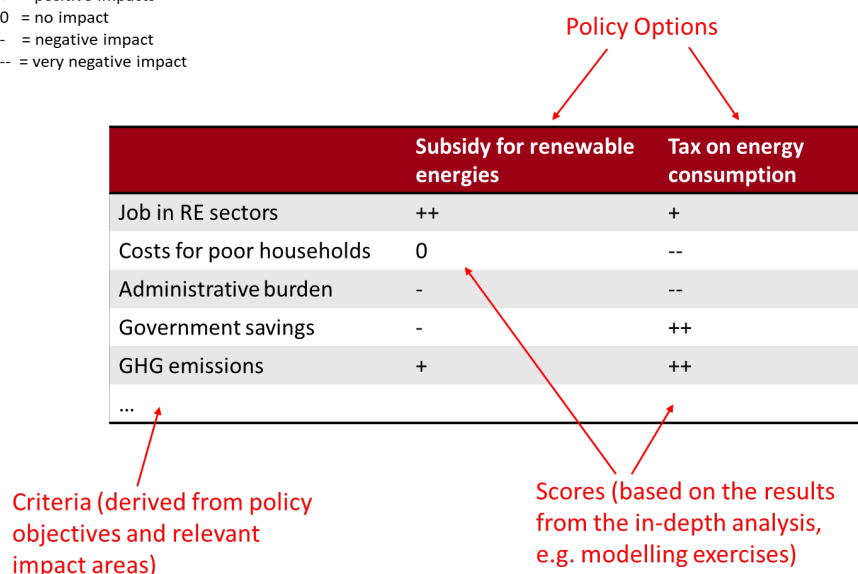 0 = no impact
- = negative impact
-- = very negative impact
Policy Options
Subsidy for renewable energies
Tax on energy consumption
Job in RE sectors ++ +
Costs for poor households 0 --
Administrative burden - --
Government savings - ++
GHG emissions + ++
...
Criteria (derived from policy
objectives and relevant
impact areas)
Scores (based on the results
from the in-depth analysis,
e.g. modelling exercises)